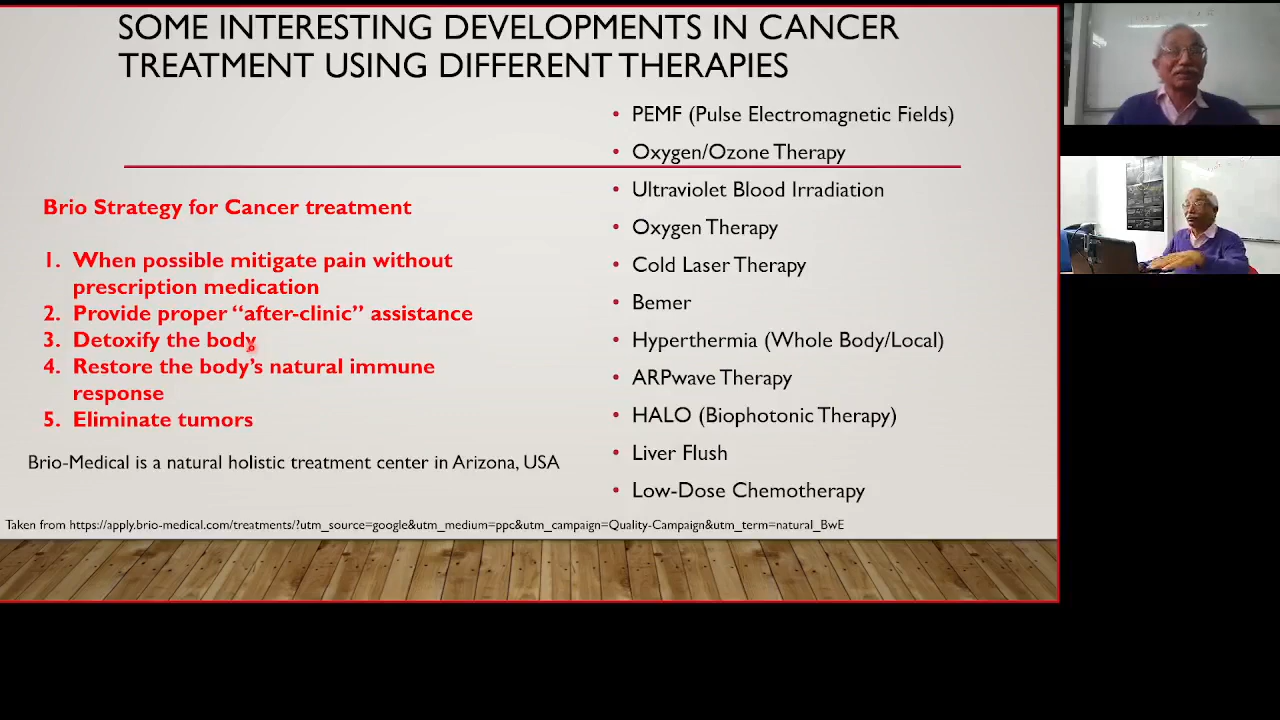 SOME INTERESTING DEVELOPMENTS IN CANCER
TREATMENT USING DIFFERENT THERAPIES
Brio Strategy for Cancer treatment
1. When possible mitigate pain without
prescription medication
2. Provide proper “after-clinic” assistance
3. Detoxify the body
4. Restore the body’s natural immune
response
5. Eliminate tumors
Brio-Medical is a natural holistic treatment center in Arizona, USA
• PEMF (Pulse Electromagnetic Fields)
• Oxygen/Ozone Therapy
• Ultraviolet Blood Irradiation
• Oxygen Therapy
• Cold Laser Therapy
• Bemer
• Hyperthermia (Whole Body/Local)
• ARPwave Therapy
• HALO (Biophotonic Therapy)
• Liver Flush
• Low-Dose Chemotherapy
Taken from https://apply.brio-medical.com/treatments/?utm_source=google&utm_medium=ppc&utm_campaign=Quality-Campaign&utm_term=natural_BwE